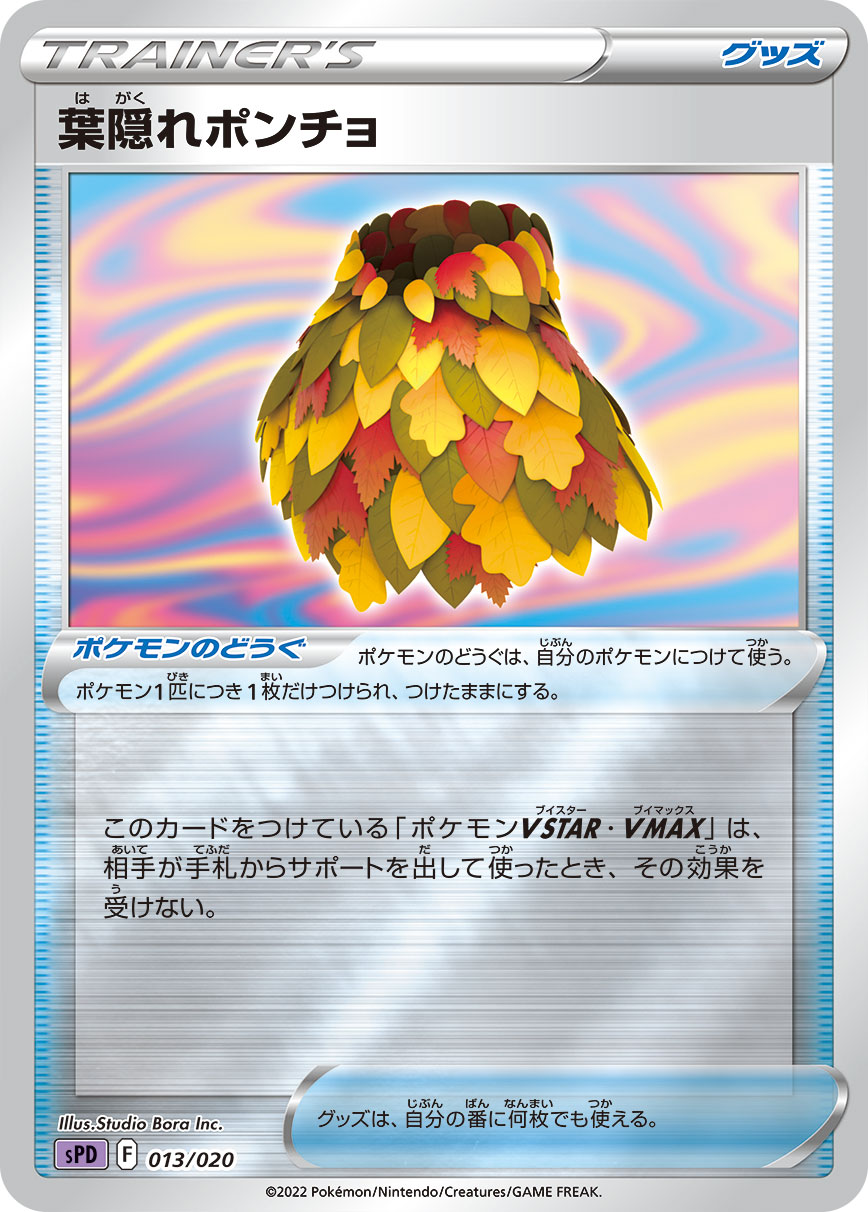 TRAINER'S グッズ
は がく
葉隠れポンチョ
ポケモンのどうぐ
じぶん つか
ポケモンのどうぐは、自分のポケモンにつけて使う。
びき まい
ポケモン1匹につき1枚だけつけられ、つけたままにする。
ブイスター ブイマックス
このカードをつけている「ポケモンVSTAR・VMAX」は、
あいて てふだ だ つか こうか
相手が手札からサポートを出して使ったとき、その効果を
う
受けない。
じぶん ばん なんまい つか
グッズは、自分の番に何枚でも使える。
Illus.Studio Bora Inc.
sPD F 013/020
©2022 Pokémon/Nintendo/Creatures/GAME FREAK.